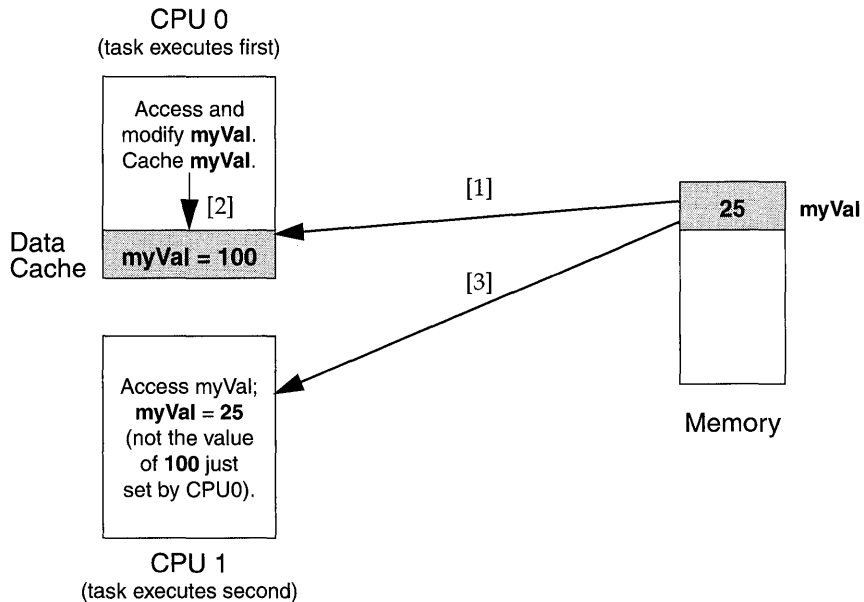 CPU 0
(task executes first)
Access and
modify myVal.
Cache myVal.
[2]
Data
Cache
myVal = 100
[1]
25
myVal
[3]
Memory
Access myVal;
myVal = 25
(not the value
of 100 just
set by CPU0).
CPU 1
(task executes second)